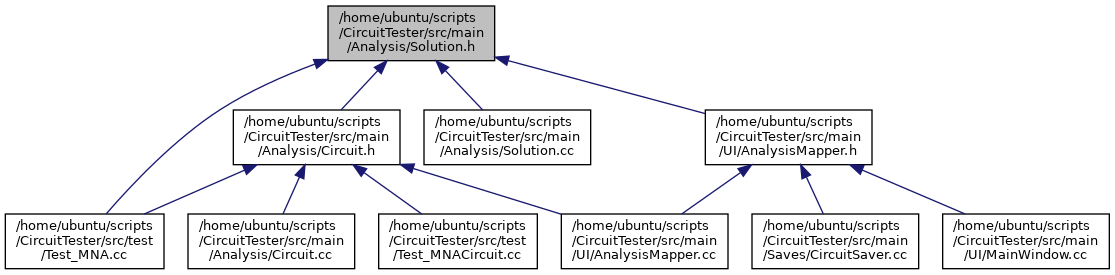 /home/ubuntu/scripts
/CircuitTester/src/main
/Analysis/Solution.h
/home/ubuntu/scripts
/CircuitTester/src/main
/Analysis/Circuit.h
/home/ubuntu/scripts
/CircuitTester/src/main
/Analysis/Solution.cc
/home/ubuntu/scripts
/CircuitTester/src/main
/UI/AnalysisMapper.h
/home/ubuntu/scripts
/CircuitTester/src/test
/Test_MNA.cc
/home/ubuntu/scripts
/CircuitTester/src/main
/Analysis/Circuit.cc
/home/ubuntu/scripts
/CircuitTester/src/test
/Test_MNACircuit.cc
/home/ubuntu/scripts
/CircuitTester/src/main
/UI/AnalysisMapper.cc
/home/ubuntu/scripts
/CircuitTester/src/main
/Saves/CircuitSaver.cc
/home/ubuntu/scripts
/CircuitTester/src/main
/UI/MainWindow.cc